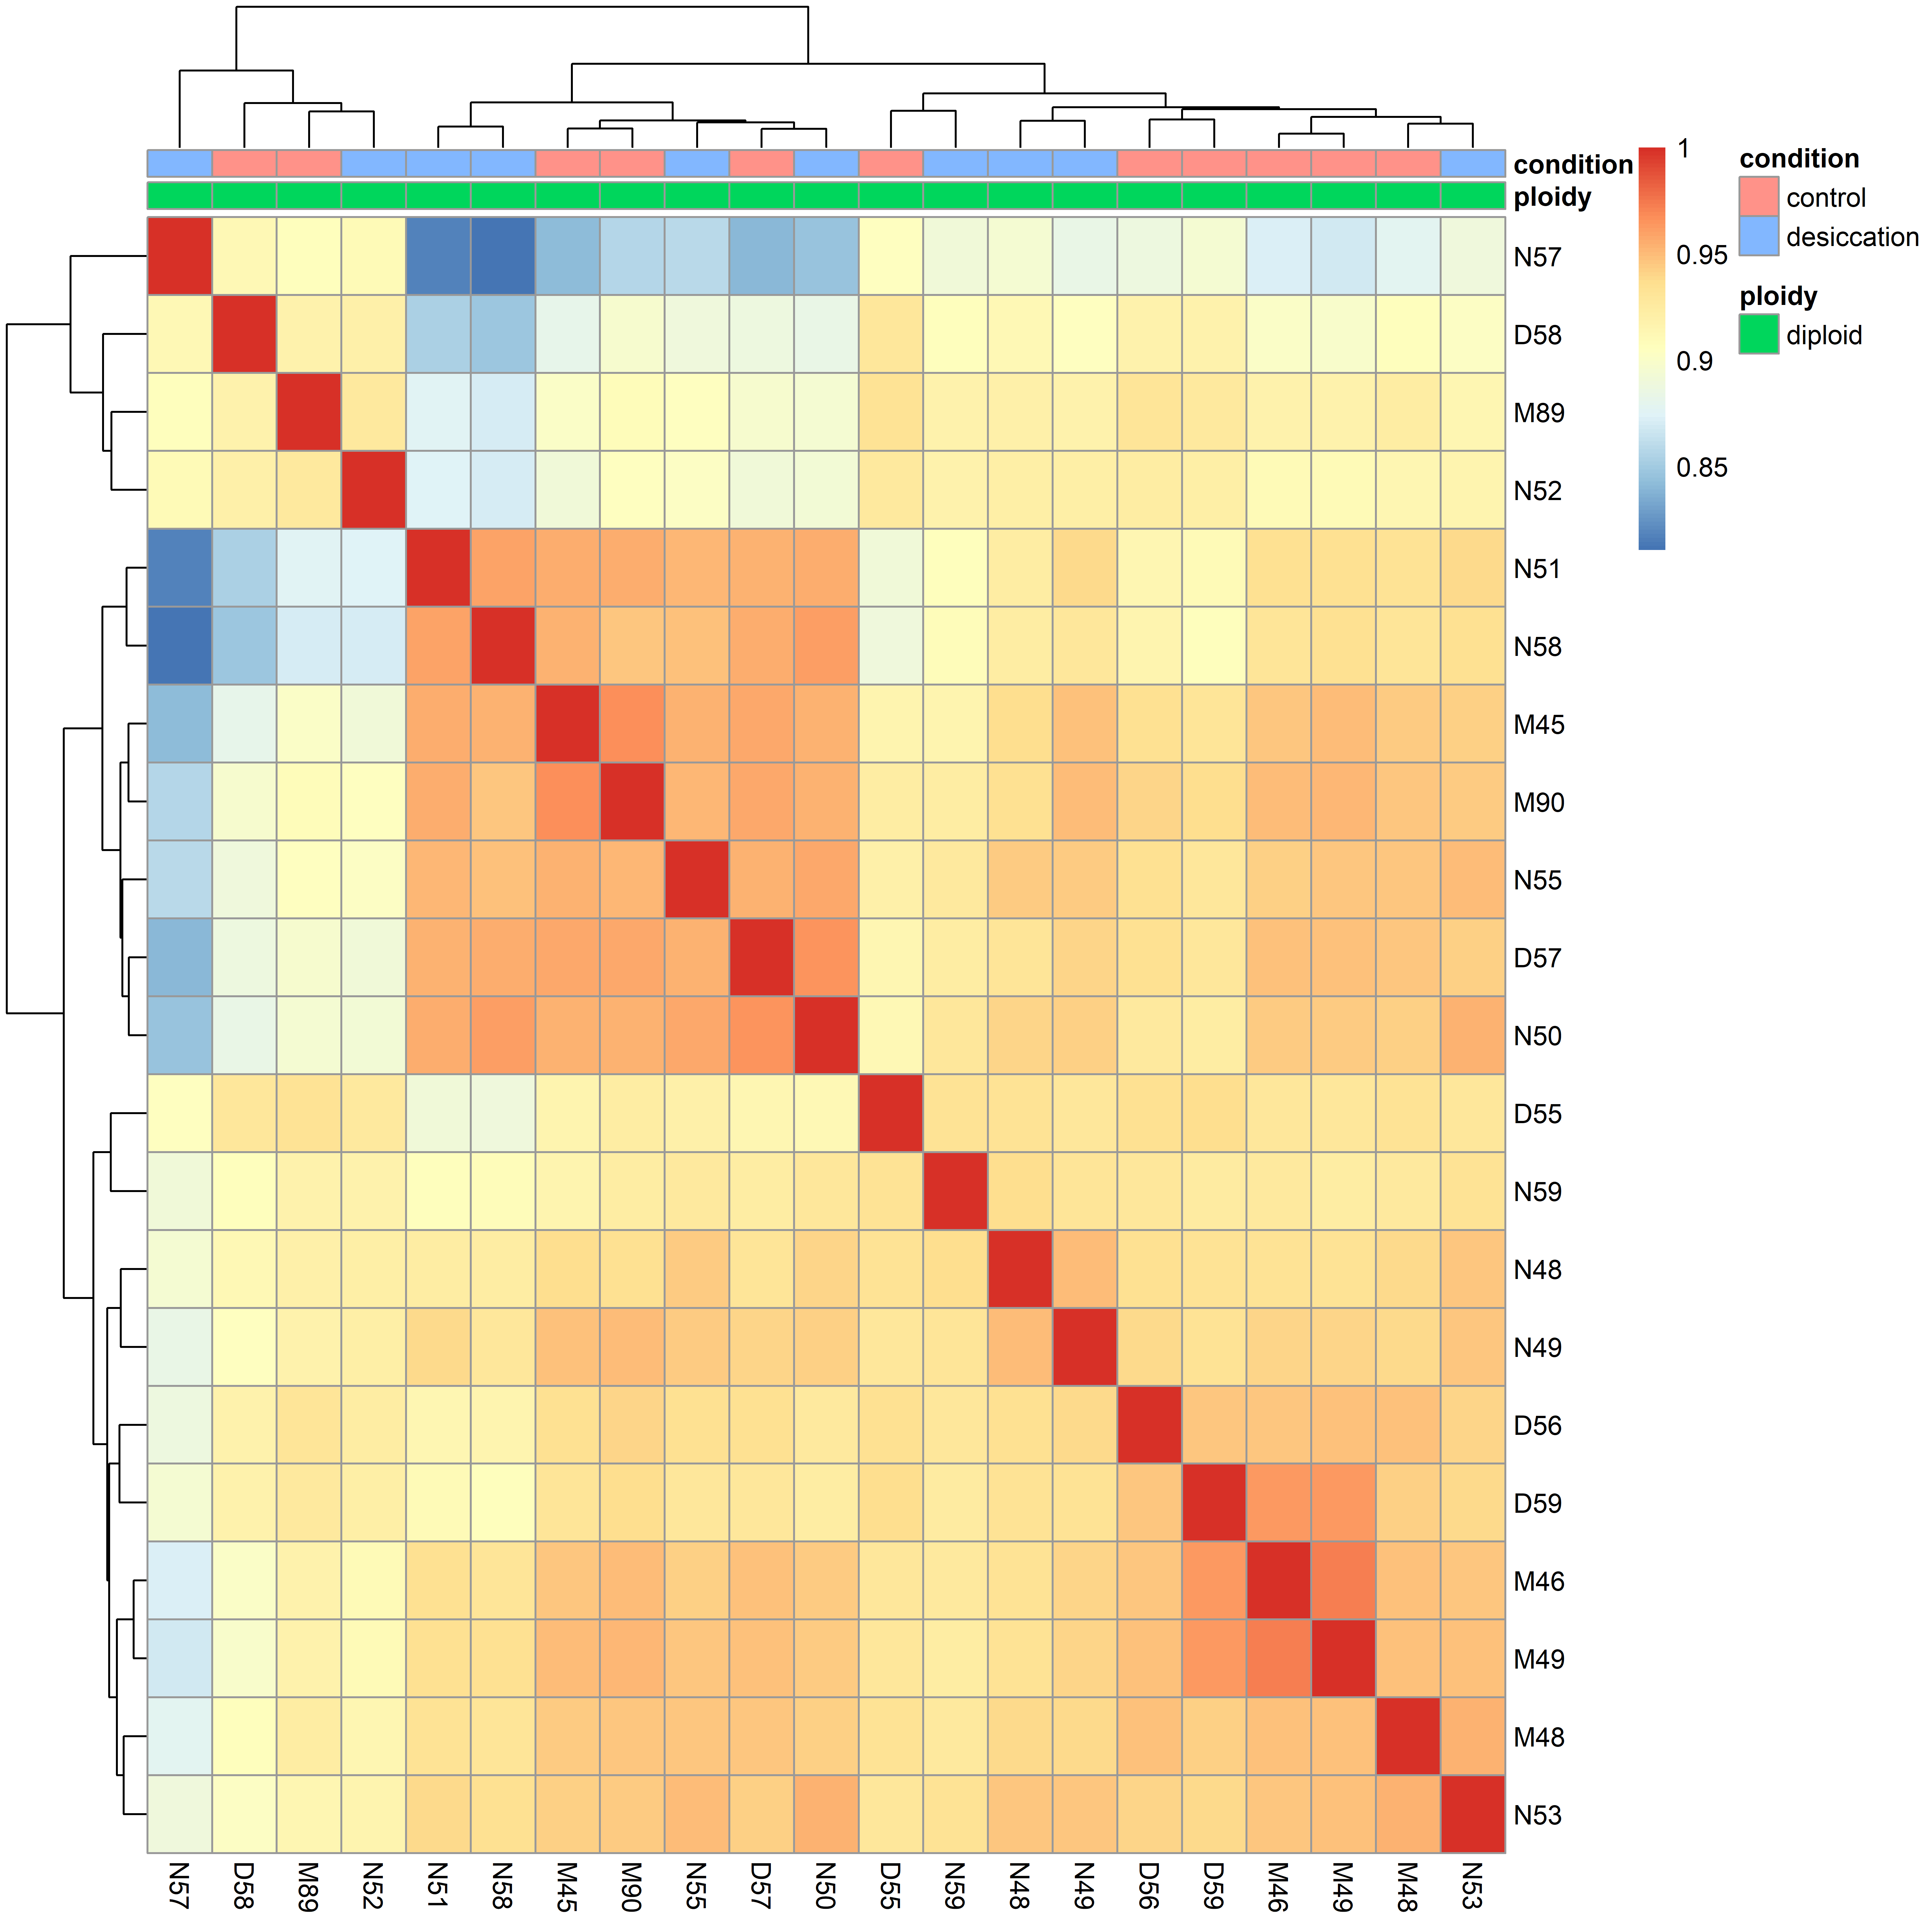 condition
ploidy
1
0.95
0.9
0.85
condition
control
desiccation
ploidy
diploid
N57
D58
M89
N52
N51
N58
M45
M90
N55
D57
N50
D55
N59
N48
N49
D56
D59
M46
M49
M48
N53
N57 D58 M89 N52 N51 N58 M45 M90 N55 D57 N50 D55 N59 N48 N49 D56 D59 M46 M49 M48 N53